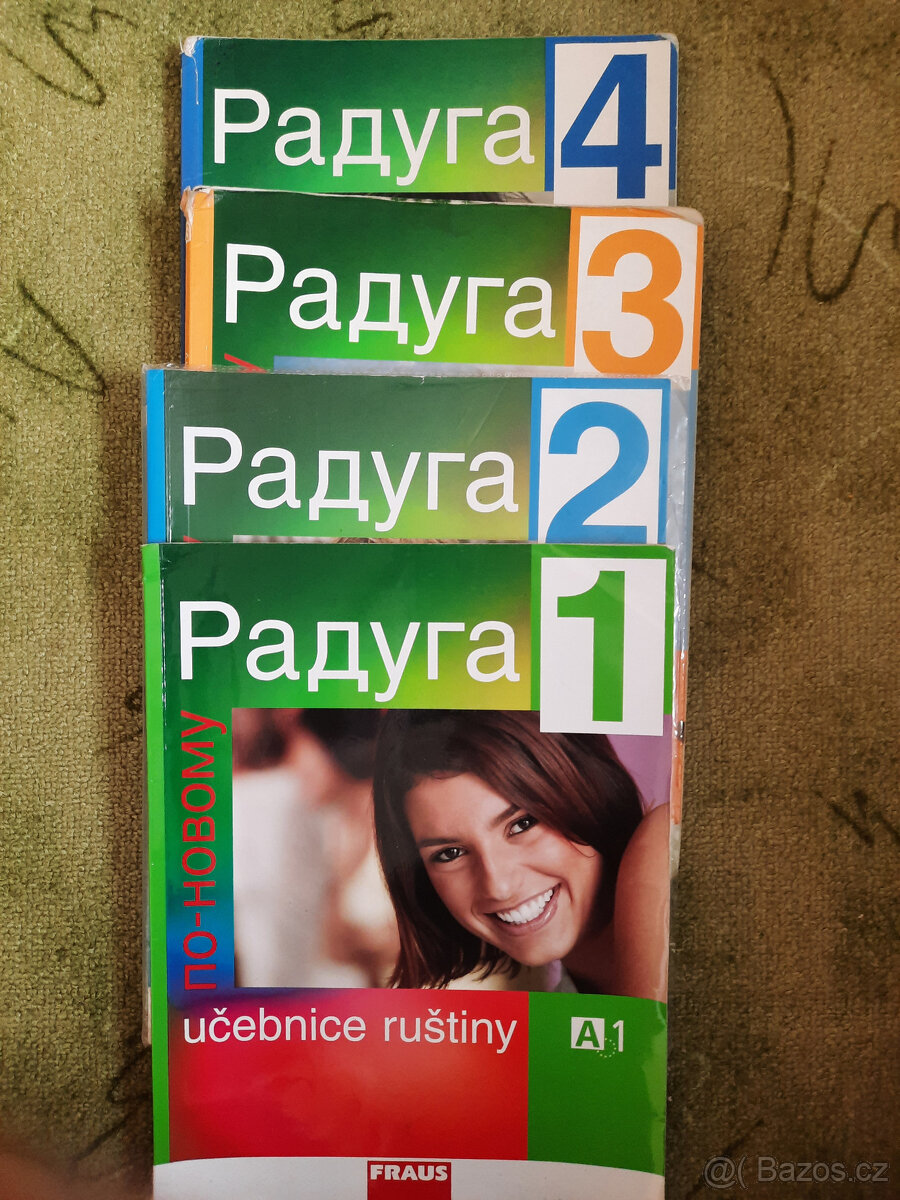 Радуга 4
Радуга 3
Радуга 2
Радуга 1
по-новому
učebnice ruštiny
A1
FRAUS
@( Bazos.cz